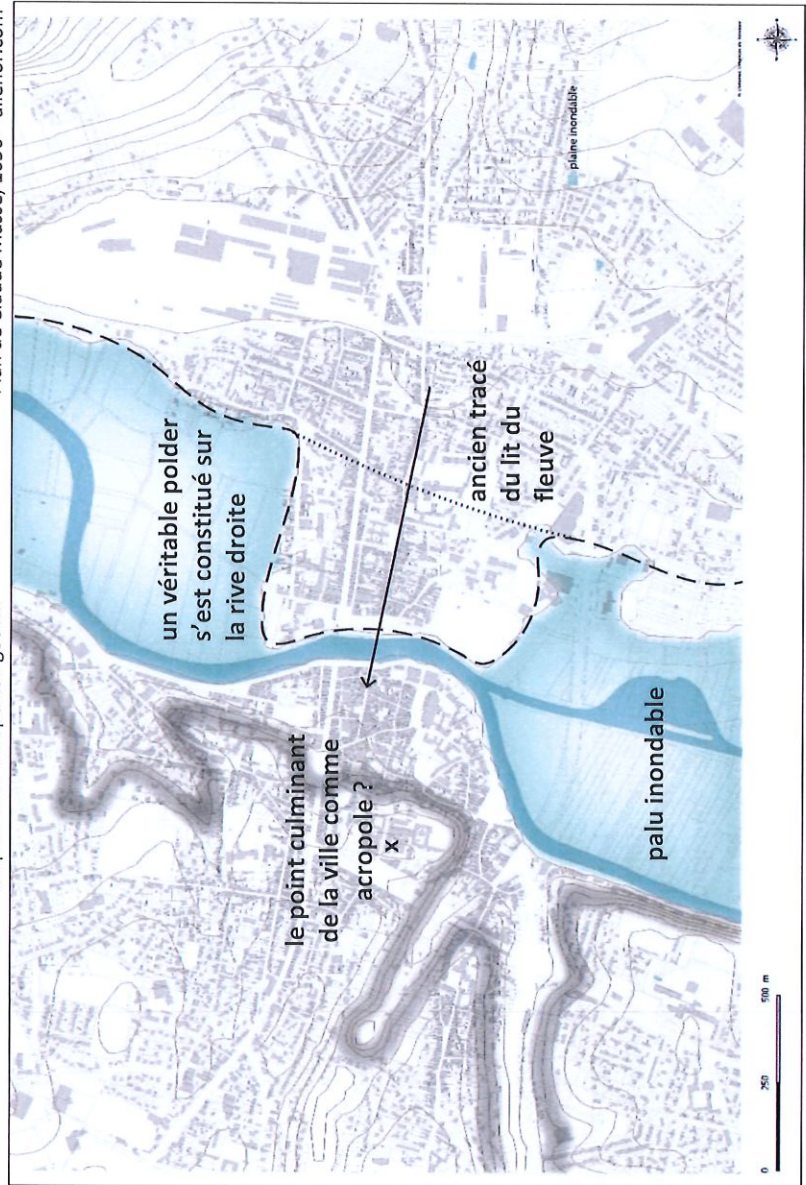 un véritable polder
s'est constitué sur
la rive droite
le point culminant
de la ville comme
acropole ?
x
ancien tracé
du lit du
fleuve
palu inondable
plaine inondable
0
250
500 m